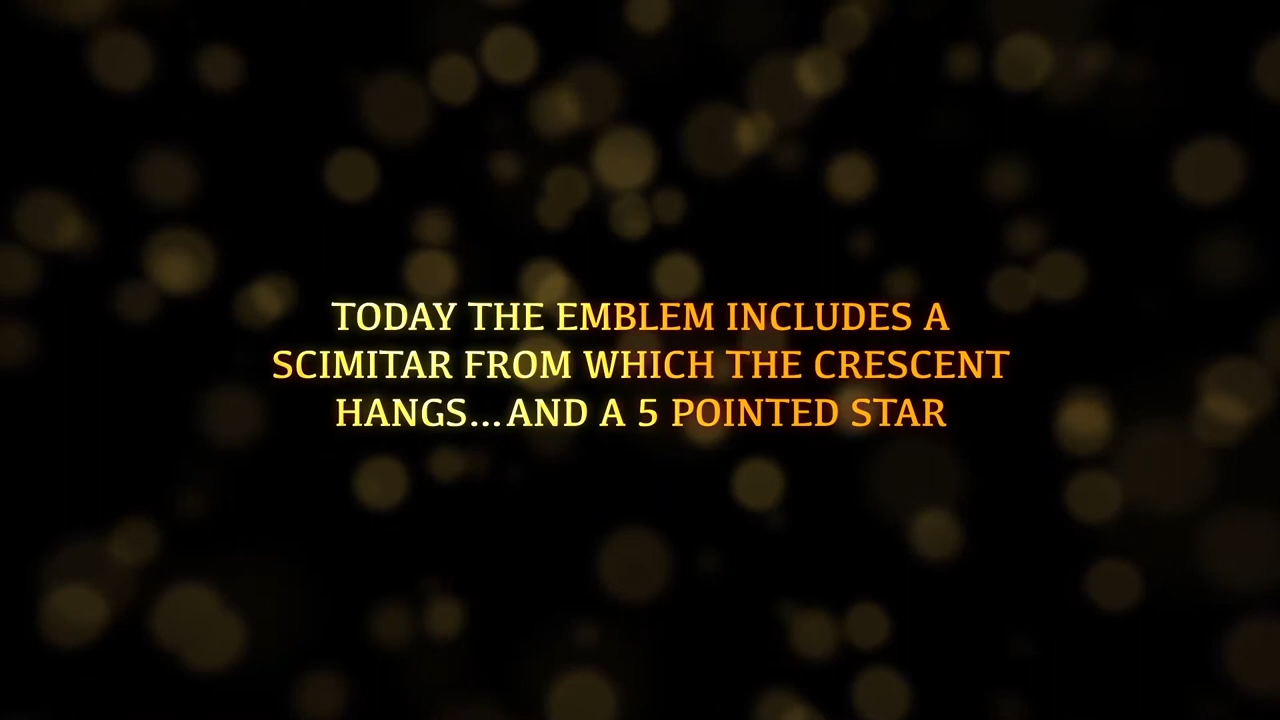 TODAY THE EMBLEM INCLUDES A
SCIMITAR FROM WHICH THE CRESCENT
HANGS...AND A 5 POINTED STAR